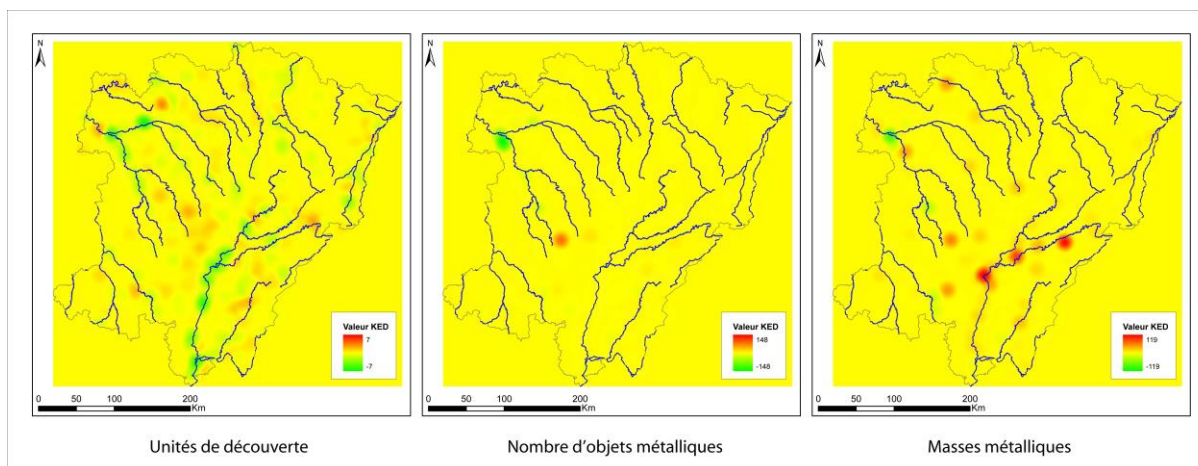 N
Valeur KED
7
-7
0 50 100 200
Km
Unités de découverte
N
Valeur KED
148
-148
0 50 100 200
Km
Nombre d'objets métalliques
N
Valeur KED
119
-119
0 50 100 200
Km
Masses métalliques